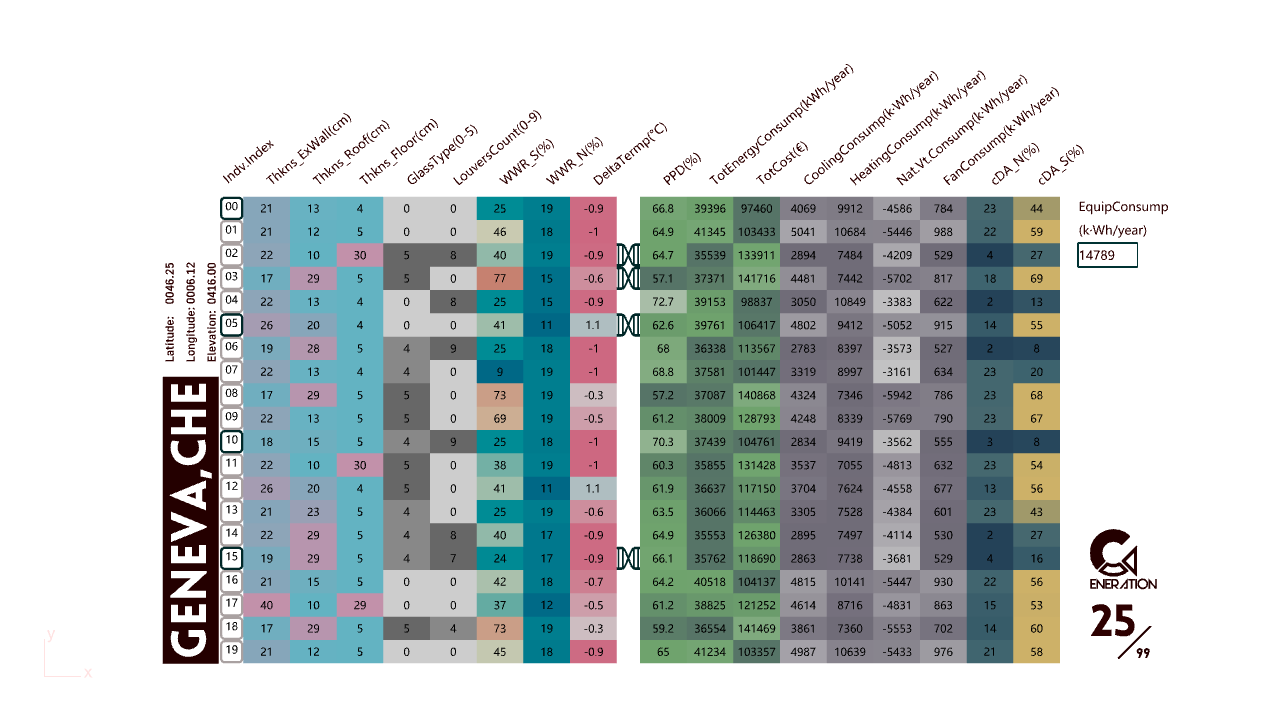 Indv.Index Thkns_ExWall(cm) Thkns_Roof(cm) Thkns_Floor(cm) GlassType(0-5) LouversCount(0-9) WWR_S(%) WWR_N(%) DeltaTermp(°C) PPD(%) TotEnergyConsump(kWh/year) TotCost(€) CoolingConsump(k·Wh/year) HeatingConsump(k·Wh/year) Nat.Vt.Consump(k·Wh/year) FanConsump(k·Wh/year) cDA_N(%) cDA_S(%)
00 21 13 4 0 0 25 19 -0.9 66.8 39396 97460 4069 9912 -4586 784 23 44
01 21 12 5 0 0 46 18 -1 64.9 41345 103433 5041 10684 -5446 988 22 59
02 22 10 30 5 8 40 19 -0.9 64.7 35539 133911 2894 7484 -4209 529 4 27
03 17 29 5 5 0 77 15 -0.6 57.1 37371 141716 4481 7442 -5702 817 18 69
04 22 13 4 0 8 25 15 -0.9 72.7 39153 98837 3050 10849 -3383 622 2 13
05 26 20 4 0 0 41 11 1.1 62.6 39761 106417 4802 9412 -5052 915 14 55
06 19 28 5 4 9 25 18 -1 68 36338 113567 2783 8397 -3573 527 2 8
07 22 13 4 4 0 9 19 -1 68.8 37581 101447 3319 8997 -3161 634 23 20
08 17 29 5 5 0 73 19 -0.3 57.2 37087 140868 4324 7346 -5942 786 23 68
09 22 13 5 5 0 69 19 -0.5 61.2 38009 128793 4248 8339 -5769 790 23 67
10 18 15 5 4 9 25 18 -1 70.3 37439 104761 2834 9419 -3562 555 3 8
11 22 10 30 5 0 38 19 -1 60.3 35855 131428 3537 7055 -4813 632 23 54
12 26 20 4 5 0 41 11 1.1 61.9 36637 117150 3704 7624 -4558 677 13 56
13 21 23 5 4 0 25 19 -0.6 63.5 36066 114463 3305 7528 -4384 601 23 43
14 22 29 5 4 8 40 17 -0.9 64.9 35553 126380 2895 7497 -4114 530 2 27
15 19 29 5 4 7 24 17 -0.9 66.1 35762 118690 2863 7738 -3681 529 4 16
16 21 15 5 0 0 42 18 -0.7 64.2 40518 104137 4815 10141 -5447 930 22 56
17 40 10 29 0 0 37 12 -0.5 61.2 38825 121252 4614 8716 -4831 863 15 53
18 17 29 5 5 4 73 19 -0.3 59.2 36554 141469 3861 7360 -5553 702 14 60
19 21 12 5 0 0 45 18 -0.9 65 41234 103357 4987 10639 -5433 976 21 58
EquipConsump
(k·Wh/year)
14789
Latitude: 0046.25
Longitude: 0006.12
Elevation: 0416.00
GENEVA,CHE
GENERATION
25/99
y
x